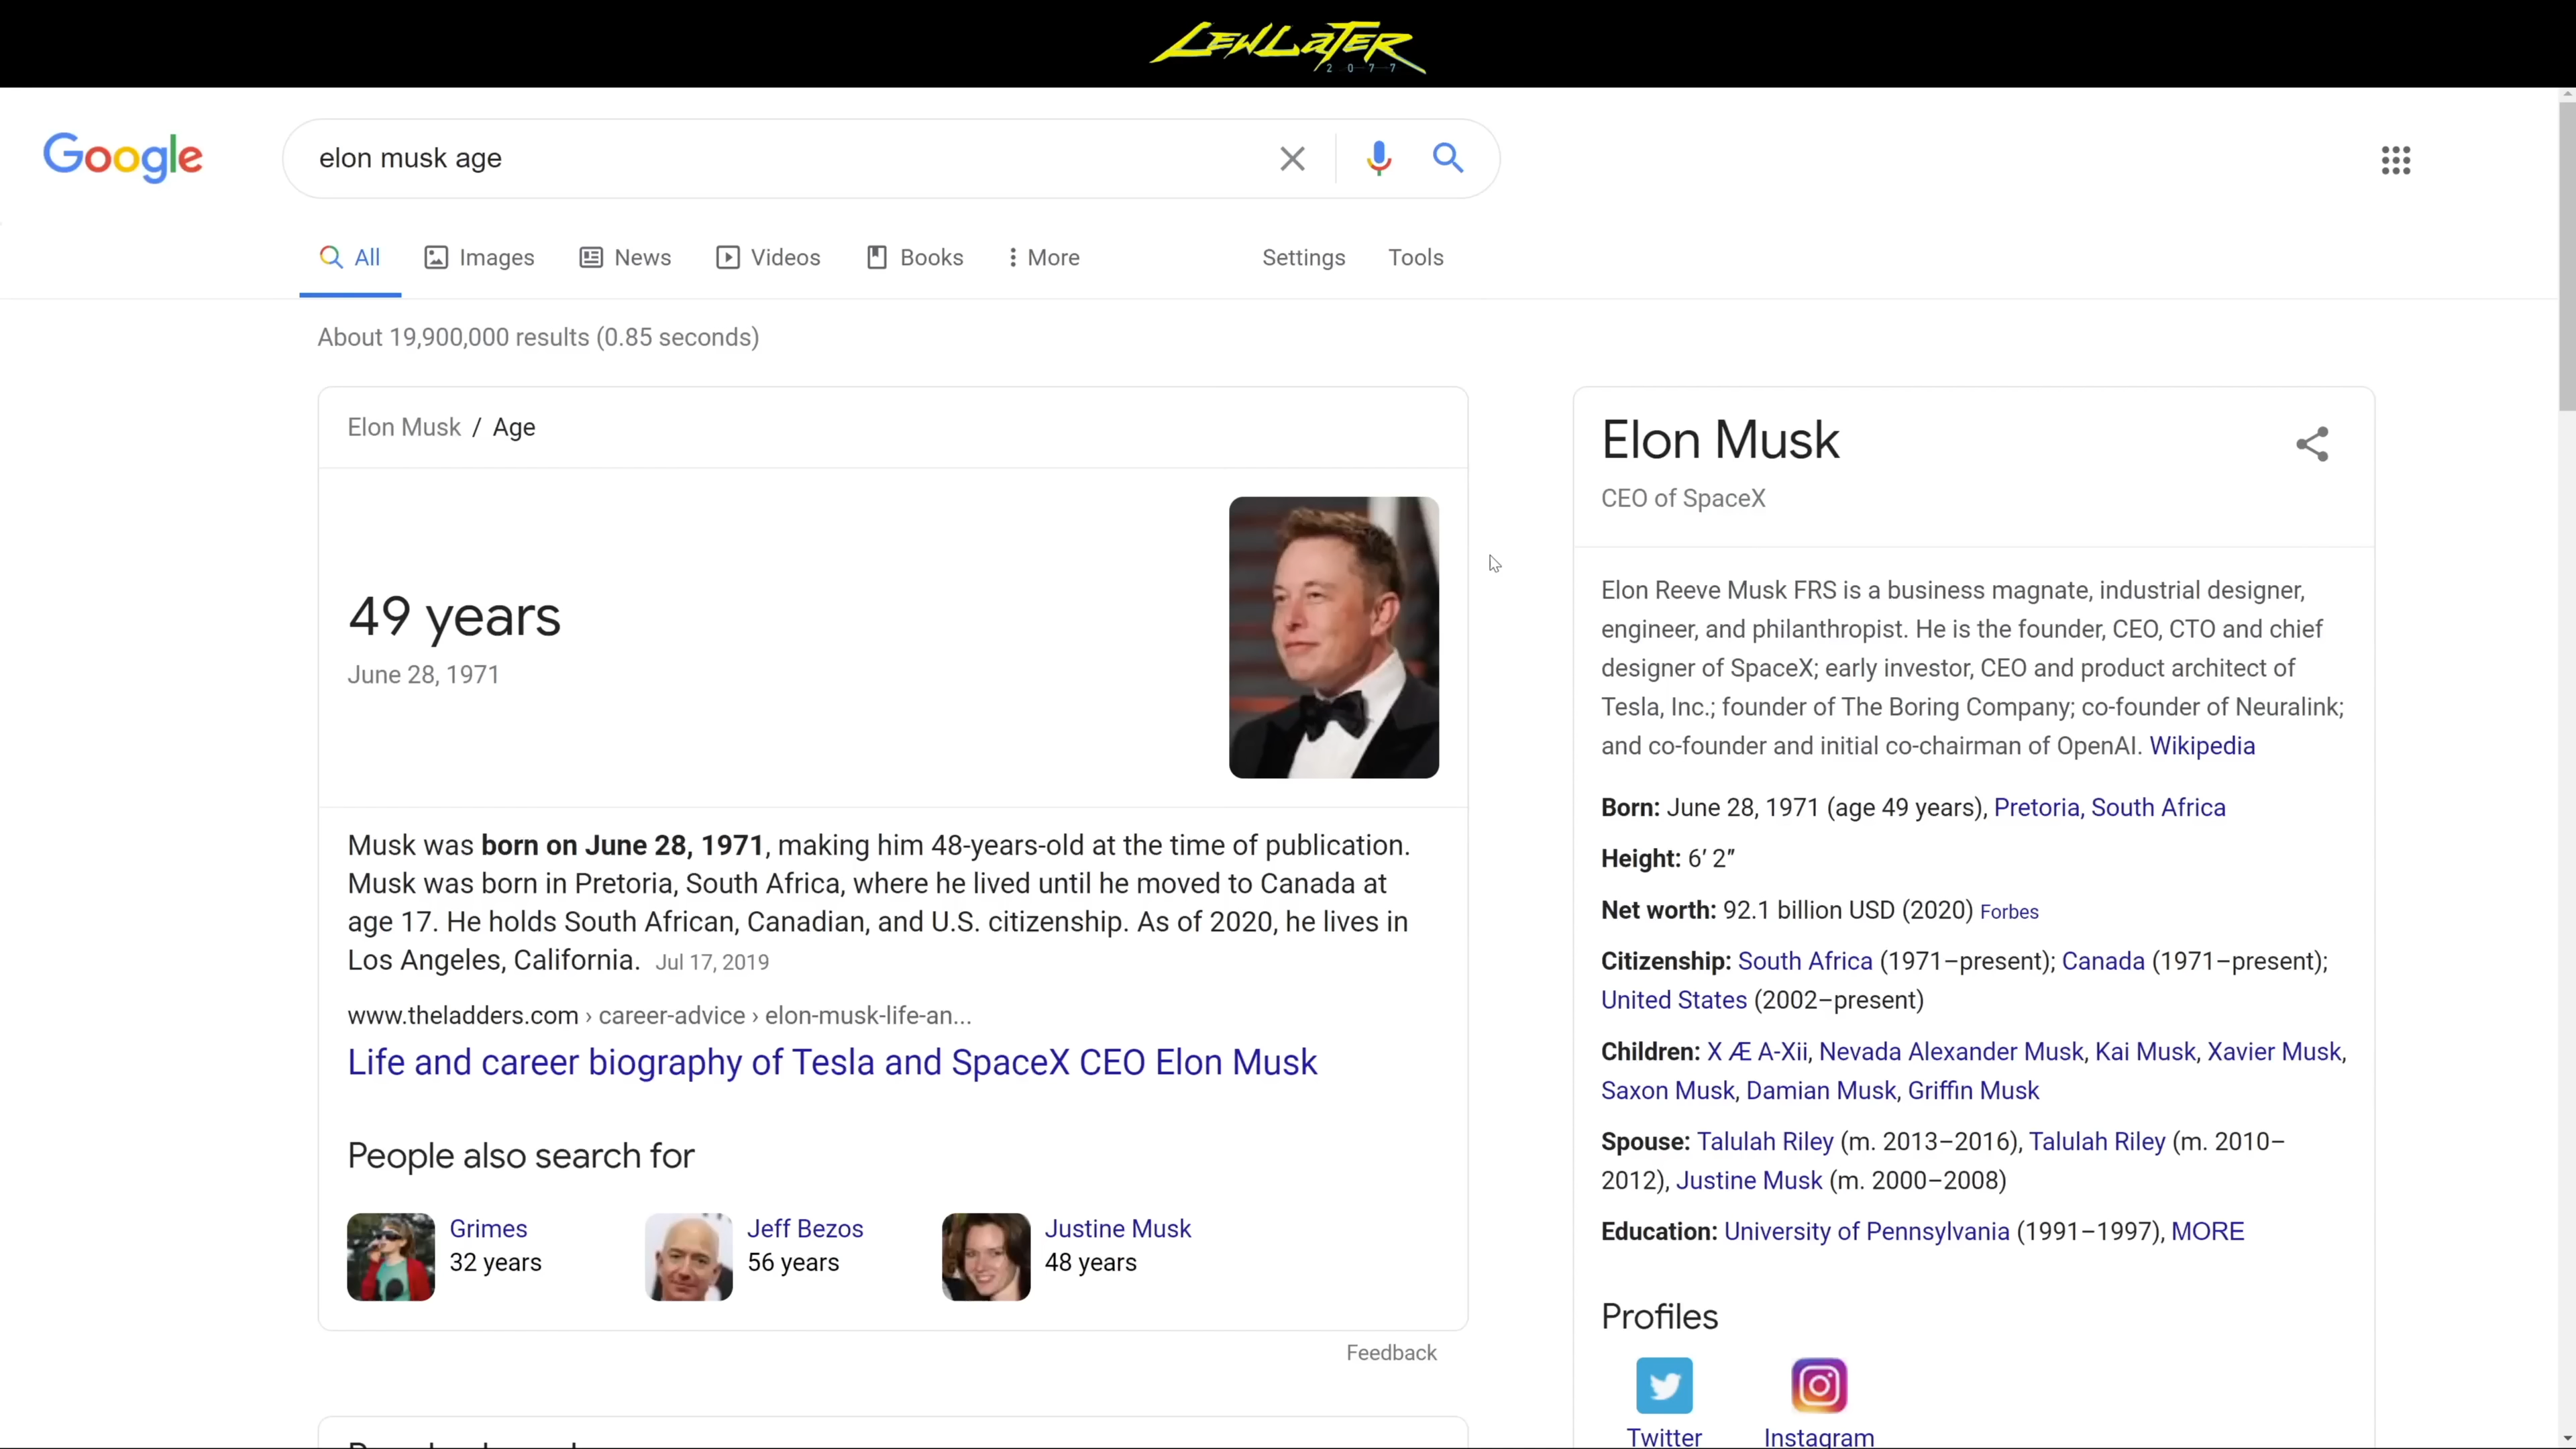 LEWLATER
2077
Google
elon musk age
All
Images
News
Videos
Books
More
Settings
Tools
About 19,900,000 results (0.85 seconds)
Elon Musk / Age
49 years
June 28, 1971
Musk was born on June 28, 1971, making him 48-years-old at the time of publication.
Musk was born in Pretoria, South Africa, where he lived until he moved to Canada at
age 17. He holds South African, Canadian, and U.S. citizenship. As of 2020, he lives in
Los Angeles, California. Jul 17, 2019
www.theladders.com › career-advice › elon-musk-life-an...
Life and career biography of Tesla and SpaceX CEO Elon Musk
People also search for
Grimes
32 years
Jeff Bezos
56 years
Justine Musk
48 years
Feedback
Elon Musk
CEO of SpaceX
Elon Reeve Musk FRS is a business magnate, industrial designer,
engineer, and philanthropist. He is the founder, CEO, CTO and chief
designer of SpaceX; early investor, CEO and product architect of
Tesla, Inc.; founder of The Boring Company; co-founder of Neuralink;
and co-founder and initial co-chairman of OpenAI. Wikipedia
Born: June 28, 1971 (age 49 years), Pretoria, South Africa
Height: 6′ 2″
Net worth: 92.1 billion USD (2020) Forbes
Citizenship: South Africa (1971–present); Canada (1971–present);
United States (2002–present)
Children: X Æ A-Xii, Nevada Alexander Musk, Kai Musk, Xavier Musk,
Saxon Musk, Damian Musk, Griffin Musk
Spouse: Talulah Riley (m. 2013–2016), Talulah Riley (m. 2010–
2012), Justine Musk (m. 2000–2008)
Education: University of Pennsylvania (1991–1997), MORE
Profiles
Twitter
Instagram